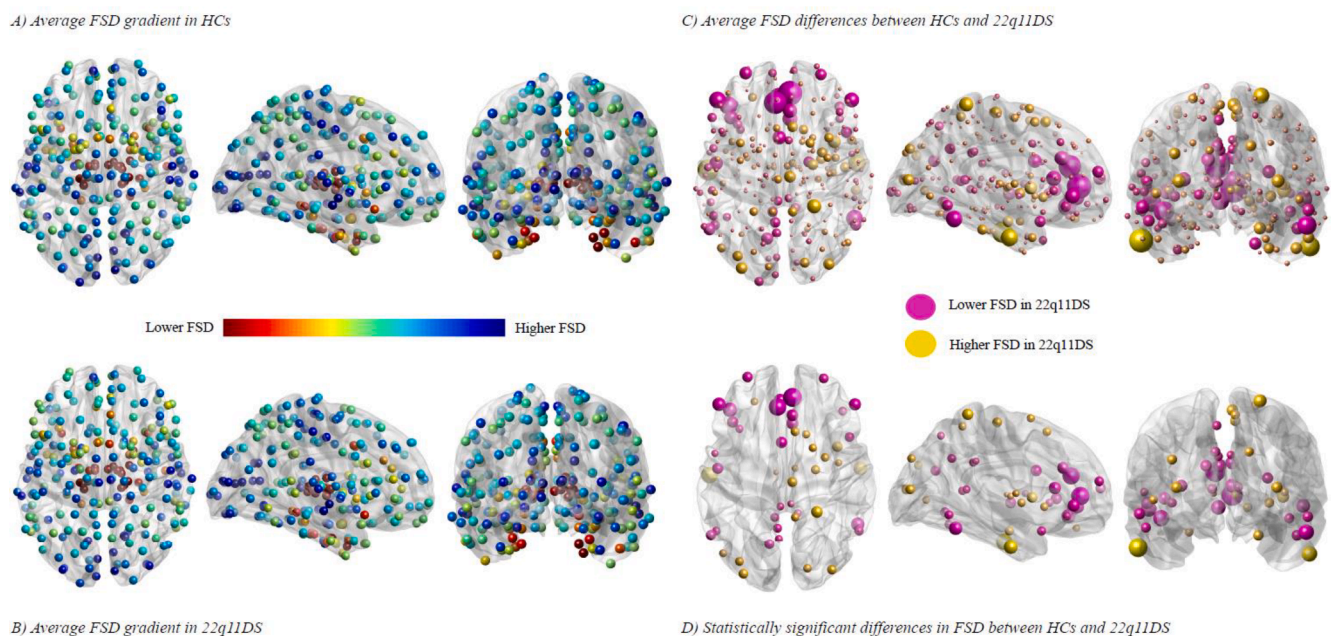 A) Average FSD gradient in HCs
C) Average FSD differences between HCs and 22q11DS
Lower FSD
Higher FSD
Lower FSD in 22q11DS
Higher FSD in 22q11DS
B) Average FSD gradient in 22q11DS
D) Statistically significant differences in FSD between HCs and 22q11DS